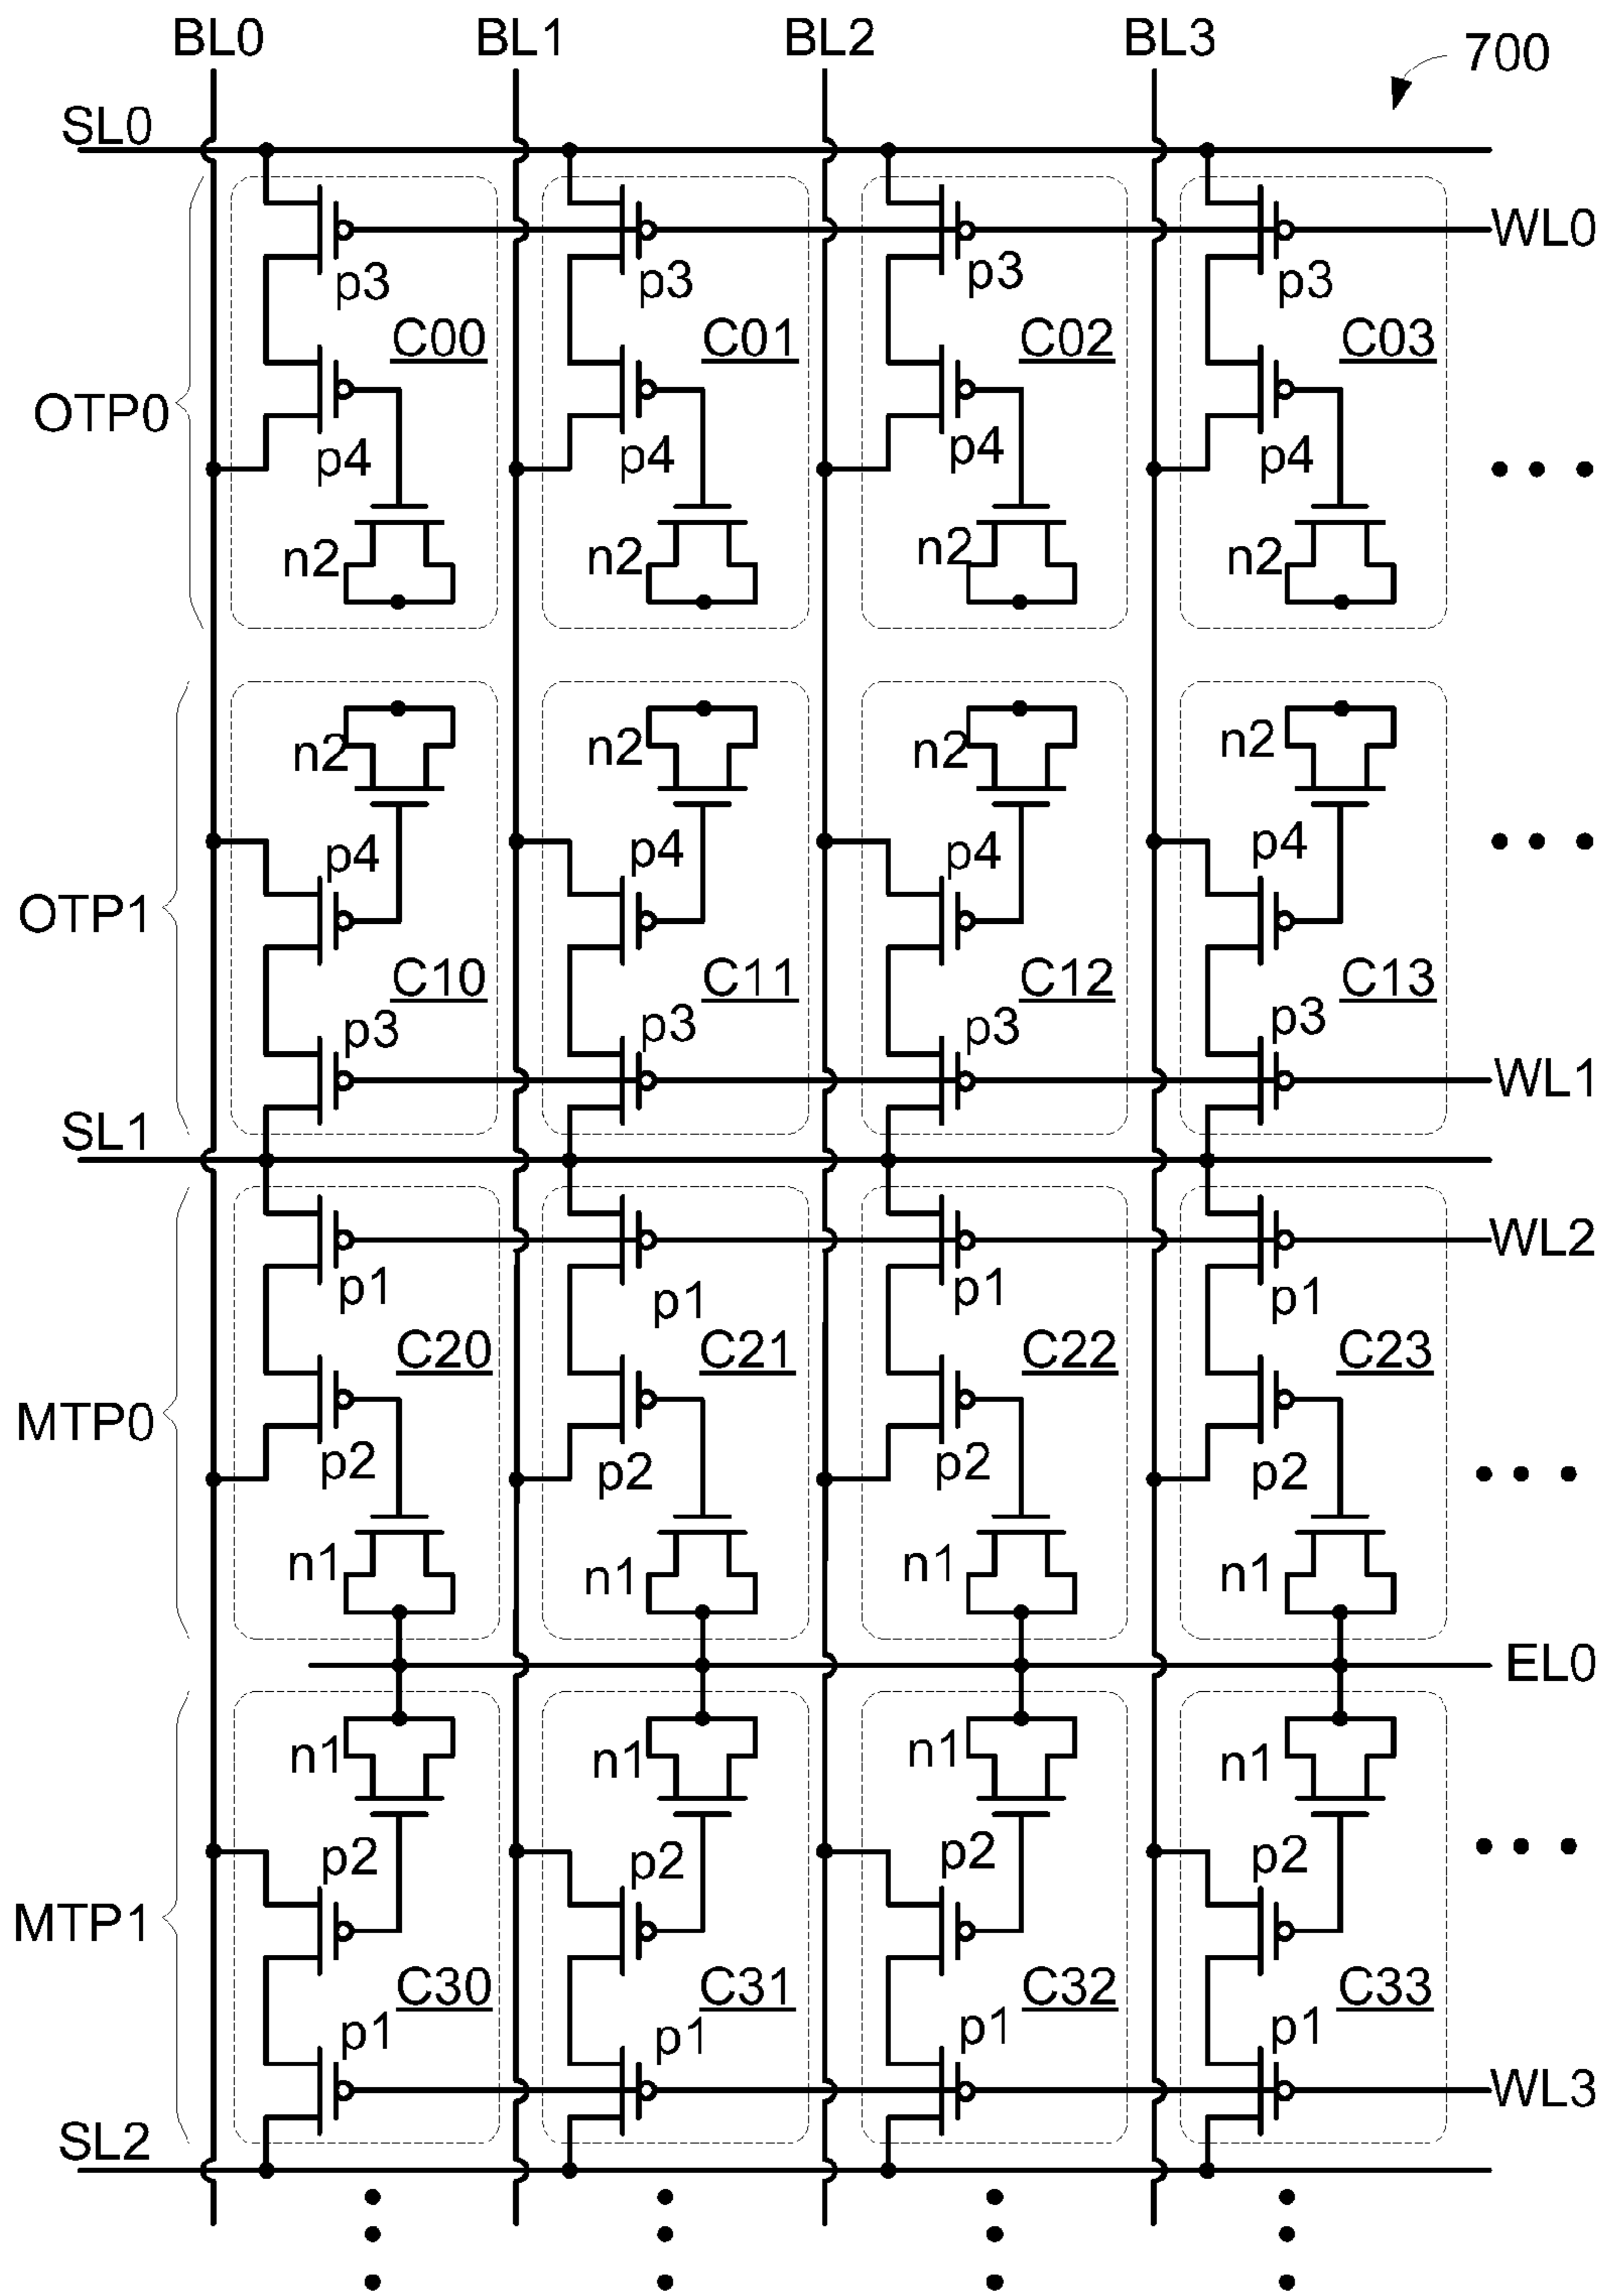 BL0 BL1 BL2 BL3
700
SL0
WL0
p3 p3 p3 p3
C00 C01 C02 C03
OTP0
p4 p4 p4 p4
n2 n2 n2 n2
n2 n2 n2 n2
p4 p4 p4 p4
OTP1
C10 C11 C12 C13
p3 p3 p3 p3
WL1
SL1
WL2
p1 p1 p1 p1
C20 C21 C22 C23
MTP0
p2 p2 p2 p2
n1 n1 n1 n1
EL0
n1 n1 n1 n1
p2 p2 p2 p2
MTP1
C30 C31 C32 C33
p1 p1 p1 p1
WL3
SL2